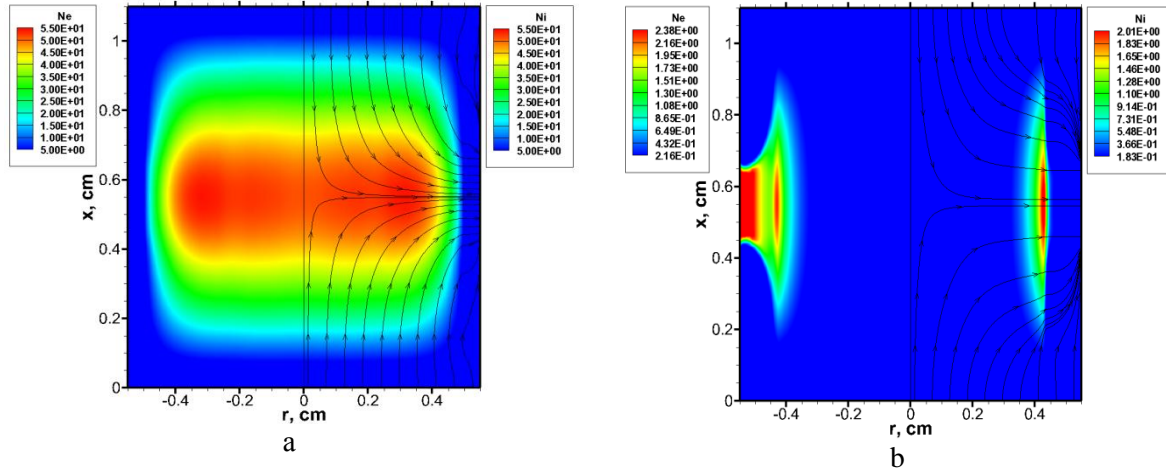 Ne
5.50E+01
5.00E+01
4.50E+01
4.00E+01
3.50E+01
3.00E+01
2.50E+01
2.00E+01
1.50E+01
1.00E+01
5.00E+00
Ni
5.50E+01
5.00E+01
4.50E+01
4.00E+01
3.50E+01
3.00E+01
2.50E+01
2.00E+01
1.50E+01
1.00E+01
5.00E+00
x, cm
1
0.8
0.6
0.4
0.2
0
-0.4 -0.2 0 0.2 0.4
r, cm
a
Ne
2.38E+00
2.16E+00
1.95E+00
1.73E+00
1.51E+00
1.30E+00
1.08E+00
8.65E-01
6.49E-01
4.32E-01
2.16E-01
Ni
2.01E+00
1.83E+00
1.65E+00
1.46E+00
1.28E+00
1.10E+00
9.14E-01
7.31E-01
5.48E-01
3.66E-01
1.83E-01
x, cm
1
0.8
0.6
0.4
0.2
0
-0.4 0 0.2 0.4
r, cm
b